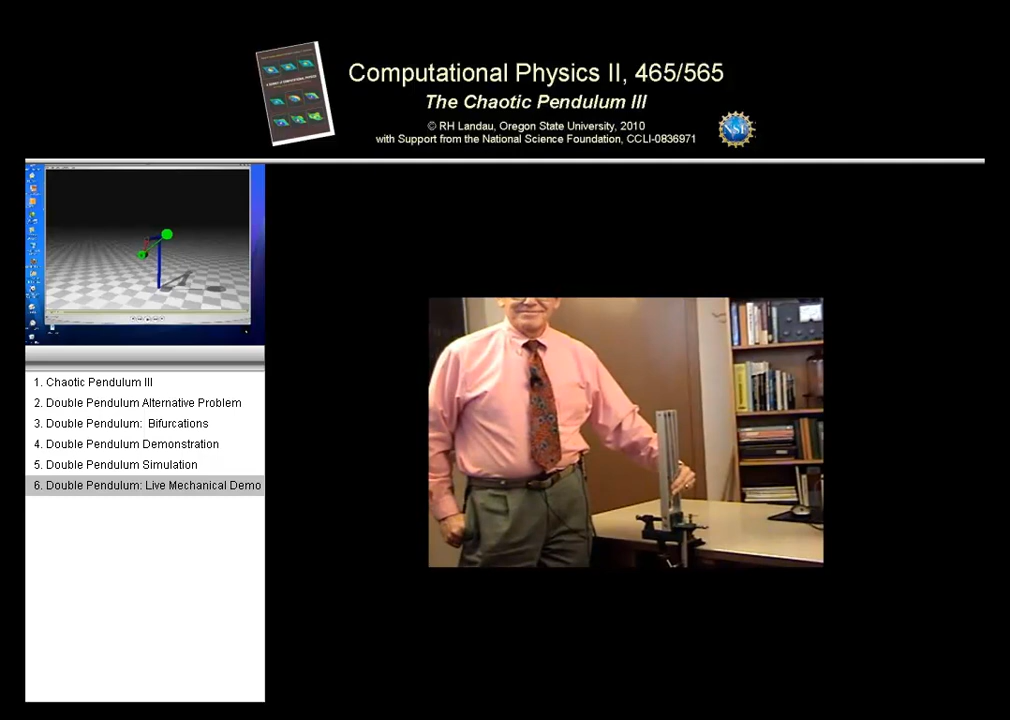 Computational Physics II, 465/565
The Chaotic Pendulum III
© RH Landau, Oregon State University, 2010
with Support from the National Science Foundation, CCLI-0836971
NSF
1. Chaotic Pendulum III
2. Double Pendulum Alternative Problem
3. Double Pendulum: Bifurcations
4. Double Pendulum Demonstration
5. Double Pendulum Simulation
6. Double Pendulum: Live Mechanical Demo